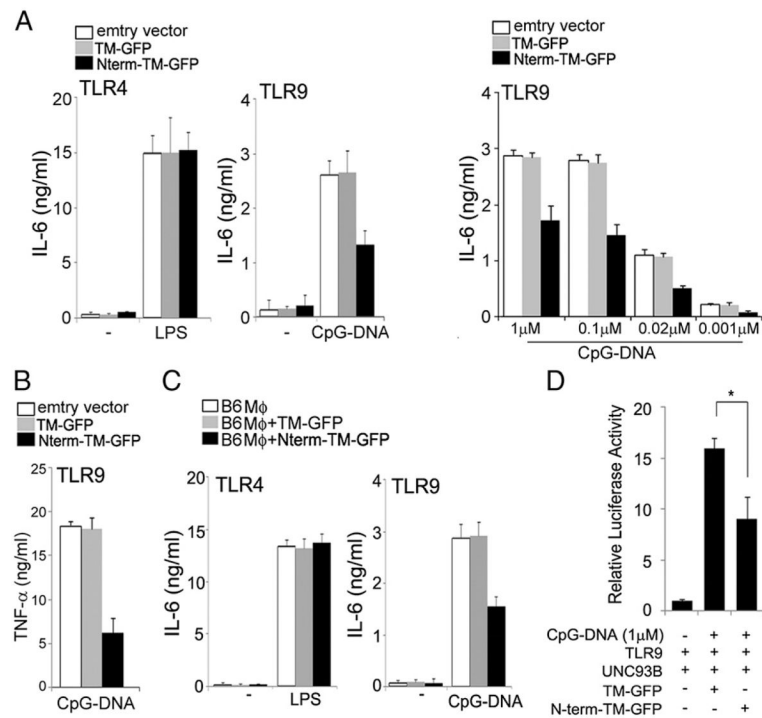 A
emtry vector
TM-GFP
Nterm-TM-GFP
TLR4
IL-6 (ng/ml)
20
15
10
5
0
-
LPS
TLR9
IL-6 (ng/ml)
4
3
2
1
0
-
CpG-DNA
emtry vector
TM-GFP
Nterm-TM-GFP
TLR9
IL-6 (ng/ml)
4
3
2
1
0
1μM 0.1μM 0.02μM 0.001μM
CpG-DNA
B
emtry vector
TM-GFP
Nterm-TM-GFP
TLR9
TNF-α (ng/ml)
25
20
15
10
5
0
CpG-DNA
C
B6 Mϕ
B6 Mϕ+TM-GFP
B6 Mϕ+Nterm-TM-GFP
TLR4
IL-6 (ng/ml)
20
15
10
5
0
-
LPS
TLR9
IL-6 (ng/ml)
4
3
2
1
0
-
CpG-DNA
D
*
Relative Luciferase Activity
20
15
10
5
0
CpG-DNA (1μM) - + +
TLR9 + + +
UNC93B + + +
TM-GFP - + -
N-term-TM-GFP - - +